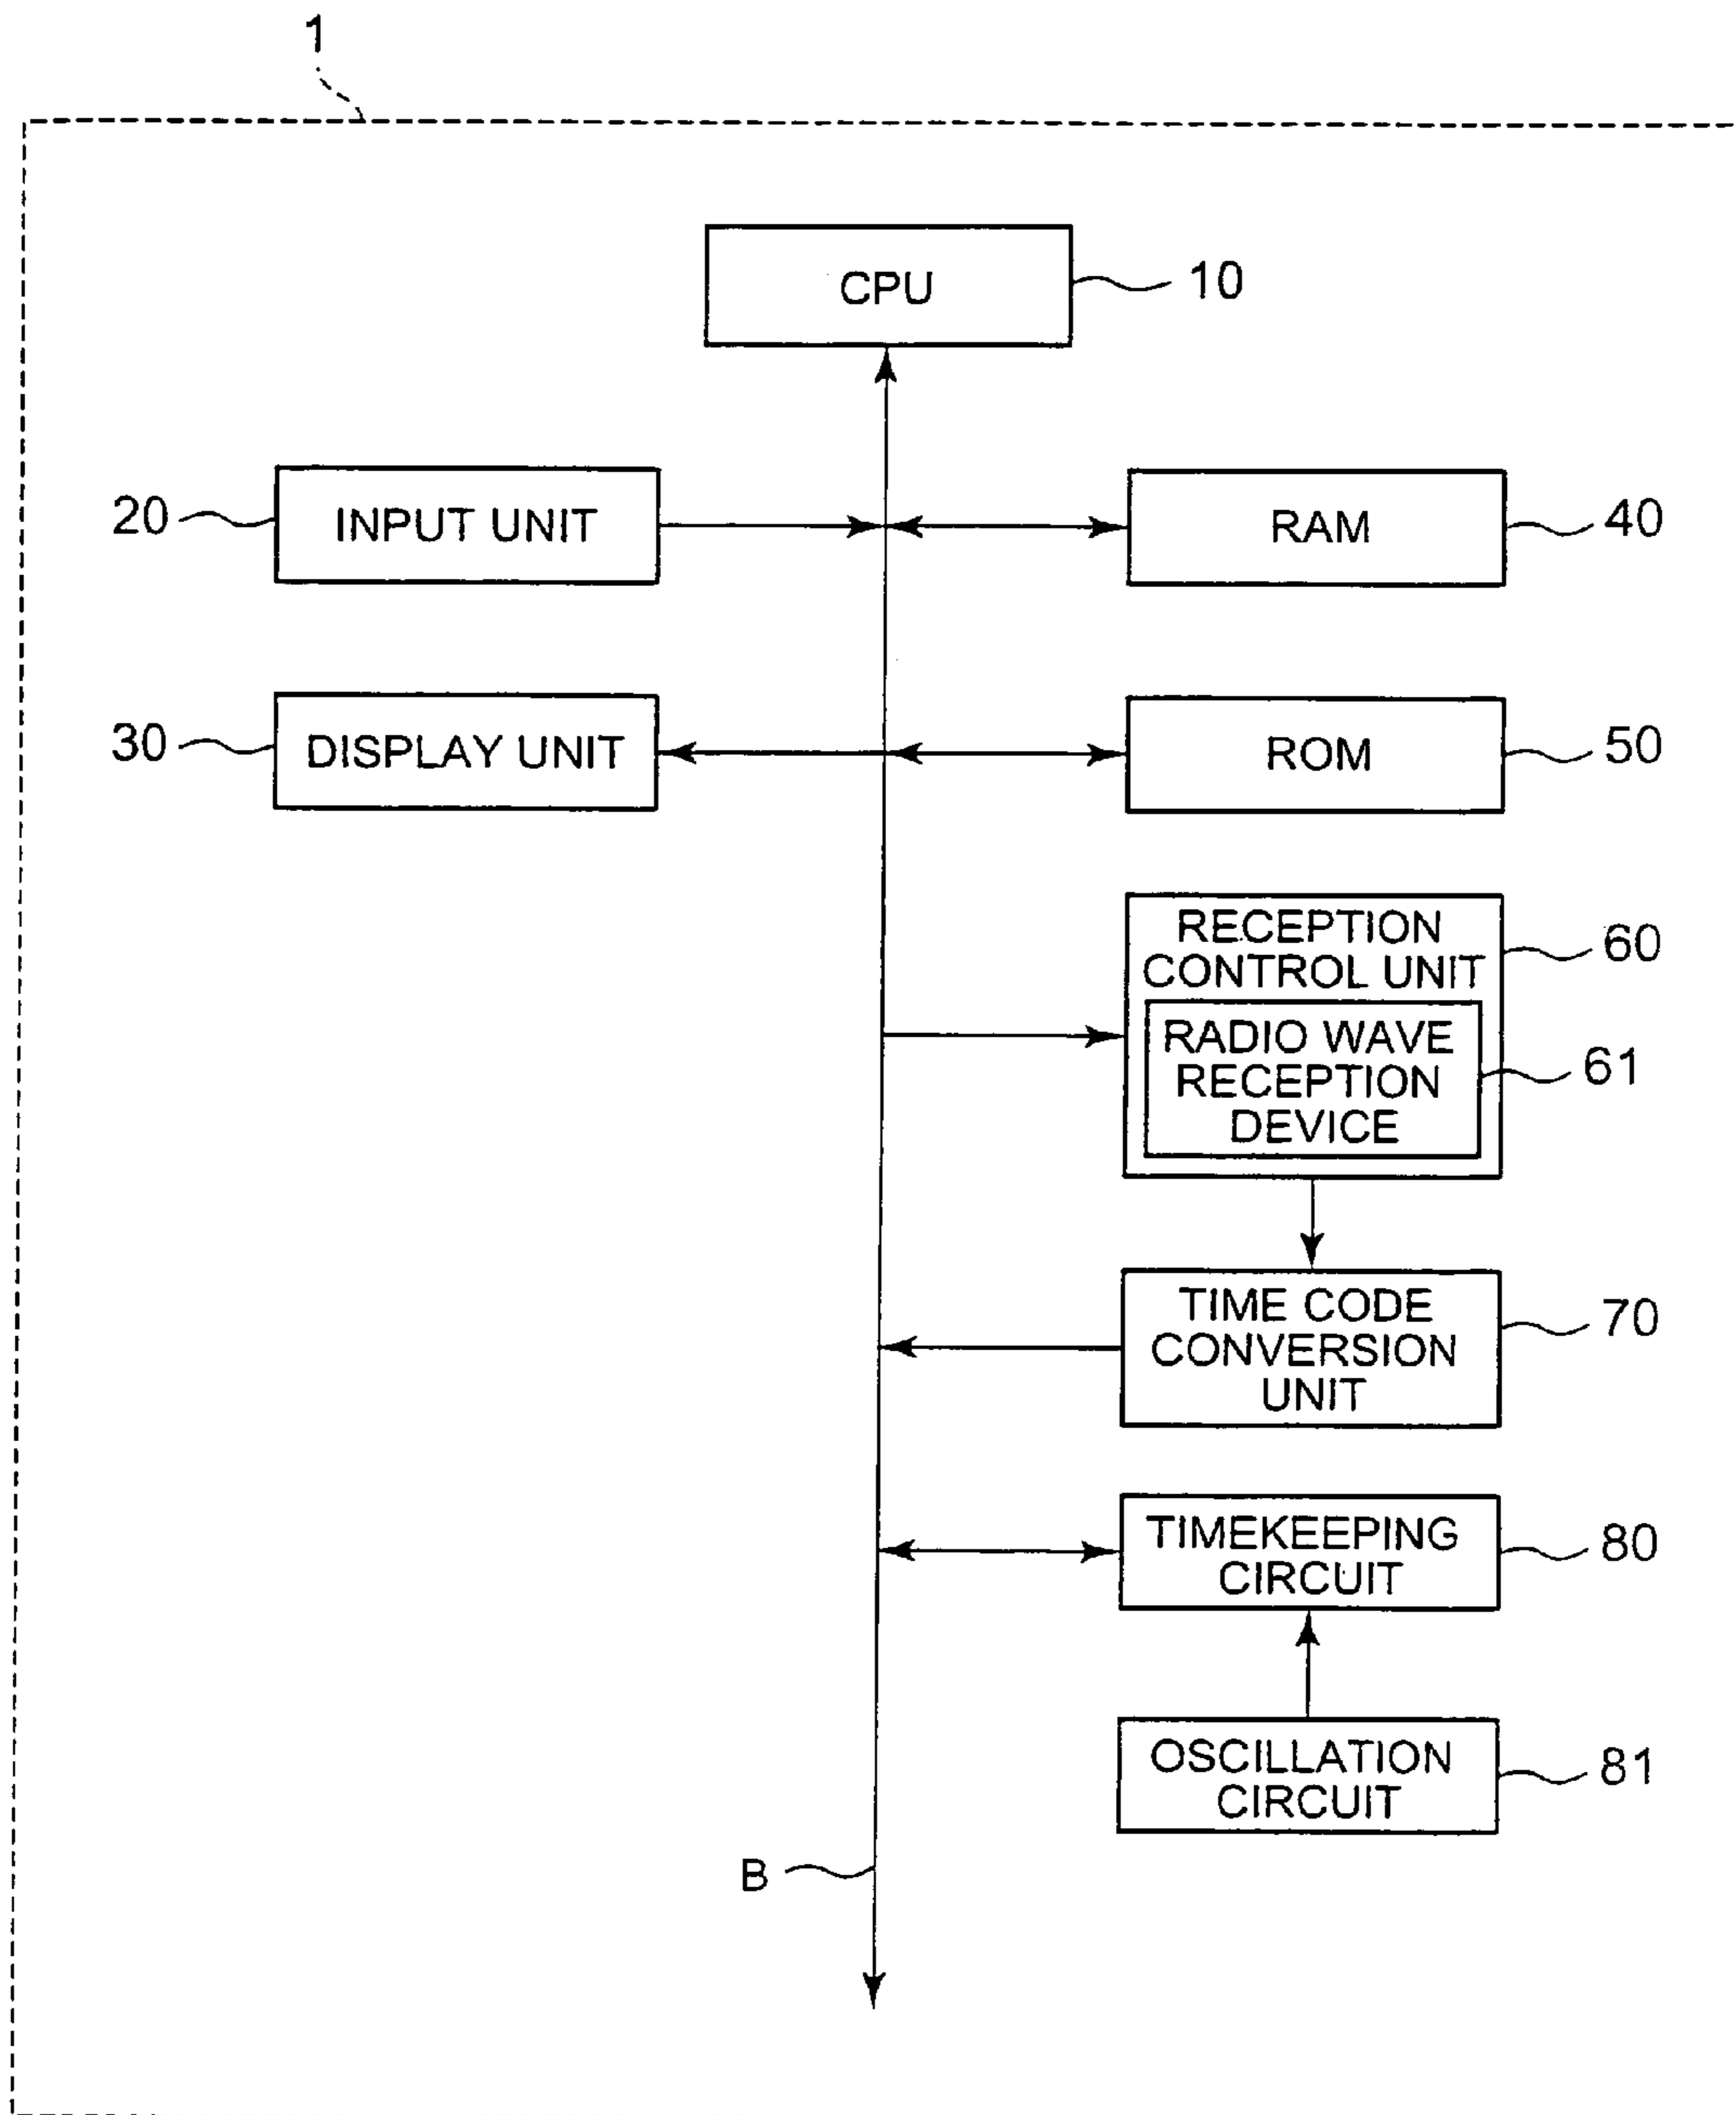 1
CPU
10
20
INPUT UNIT
RAM
40
30
DISPLAY UNIT
ROM
50
RECEPTION
CONTROL UNIT
60
RADIO WAVE
RECEPTION
DEVICE
61
TIME CODE
CONVERSION
UNIT
70
TIMEKEEPING
CIRCUIT
80
OSCILLATION
CIRCUIT
81
B